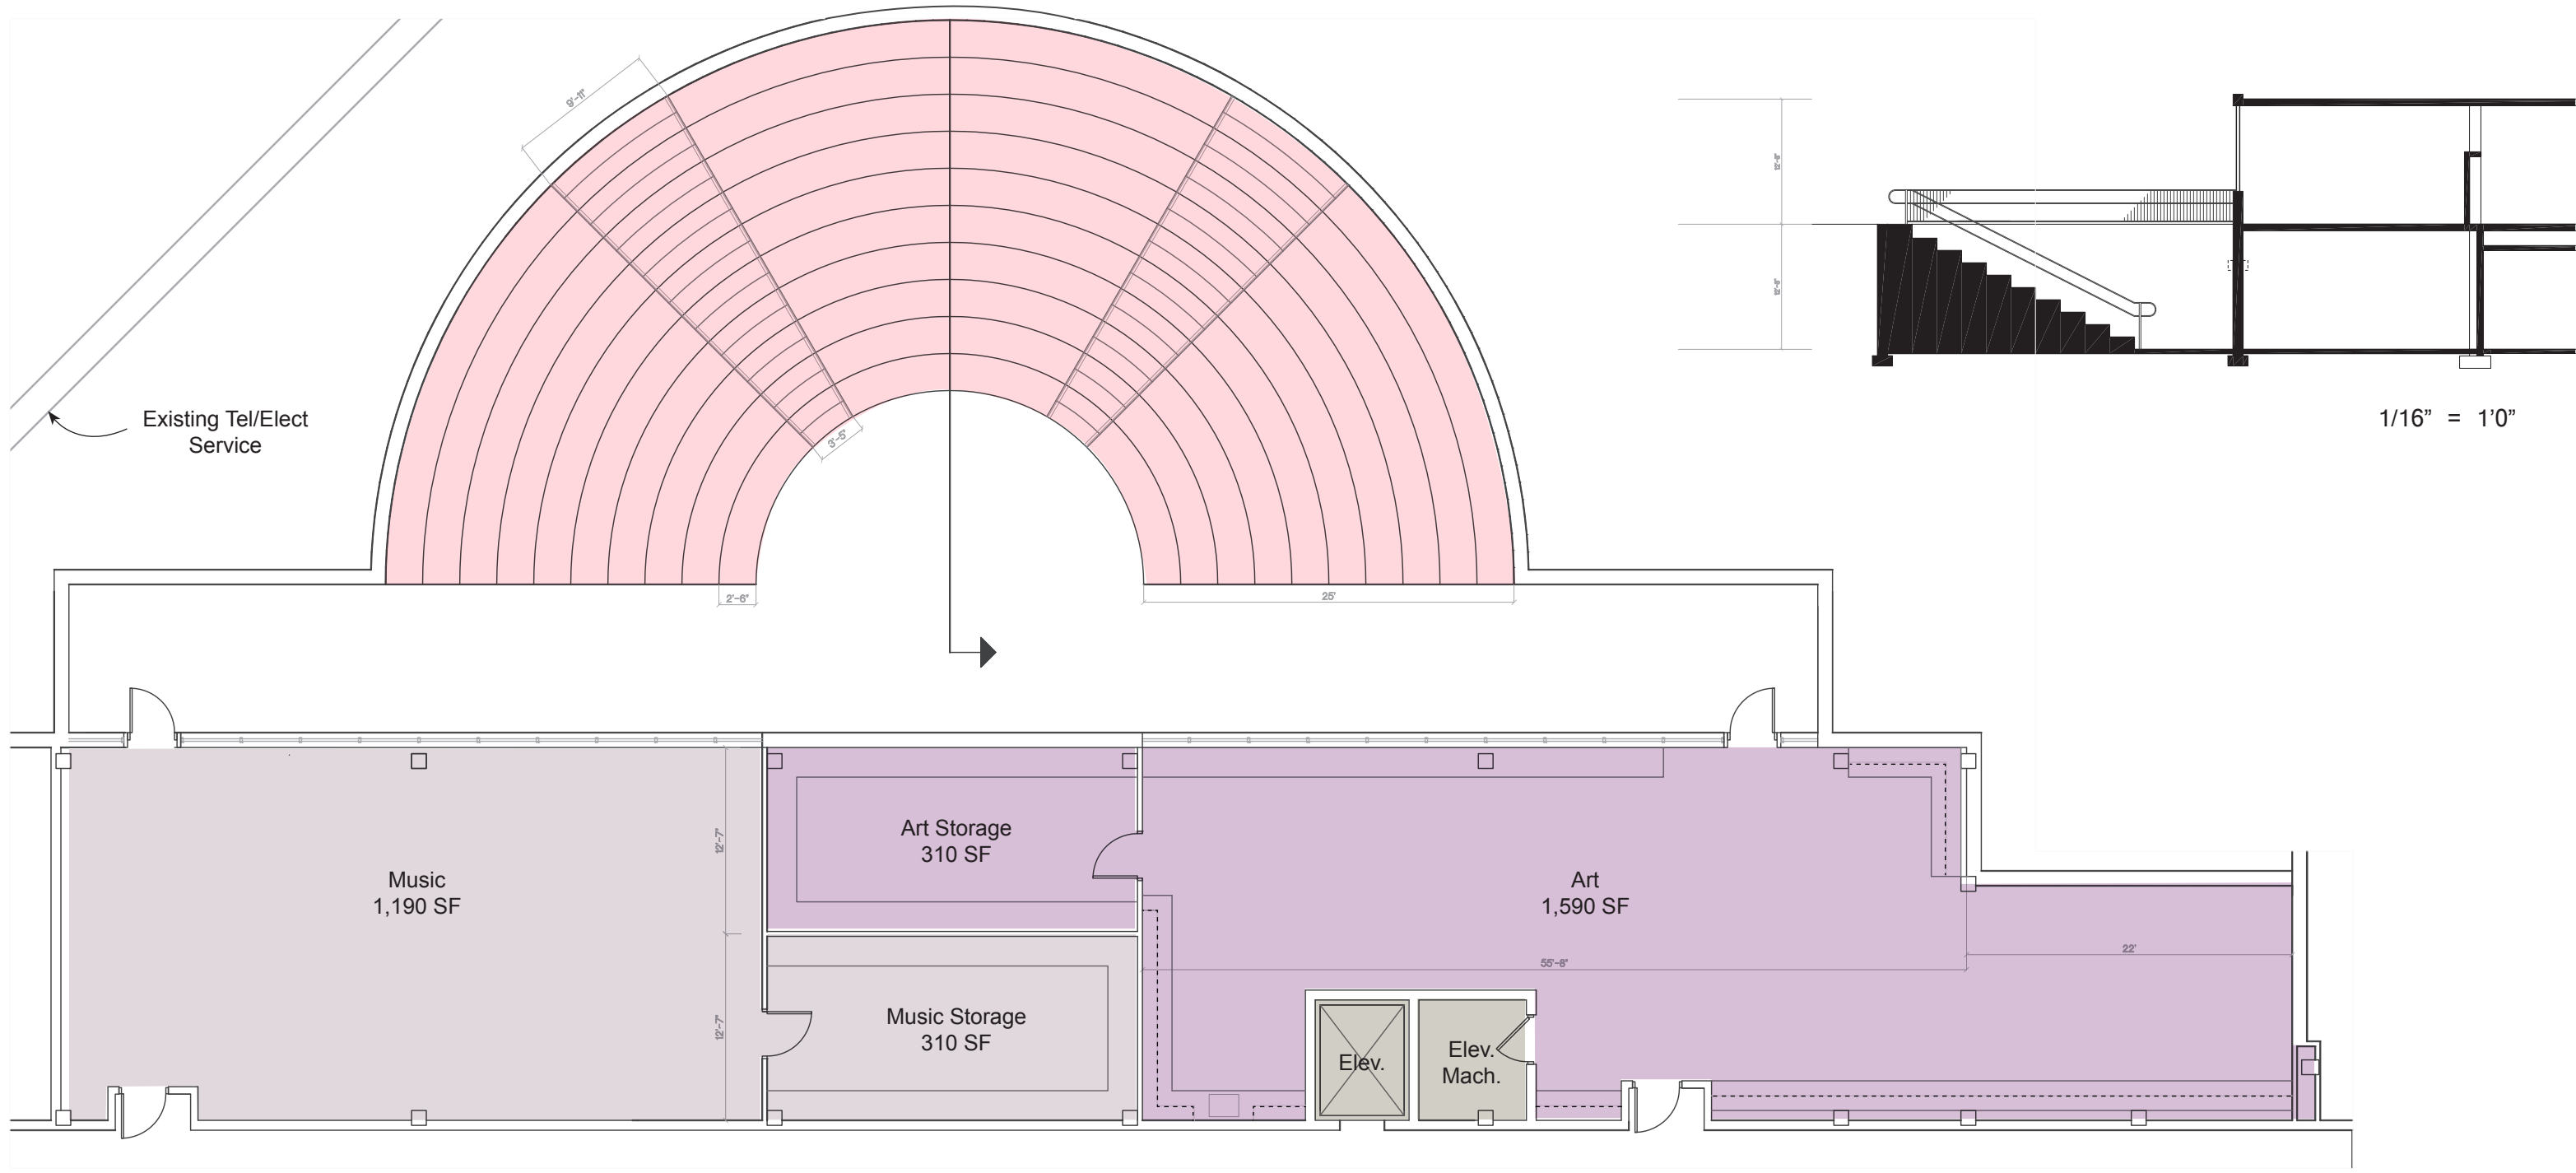 9'-11"
3'-5"
Existing Tel/Elect
Service
1/16” = 1’0”
2'-6"
25'
12'-7"
Art Storage
310 SF
Music
1,190 SF
Art
1,590 SF
22'
55'-8"
Music Storage
310 SF
12'-7"
Elev.
Elev.
Mach.